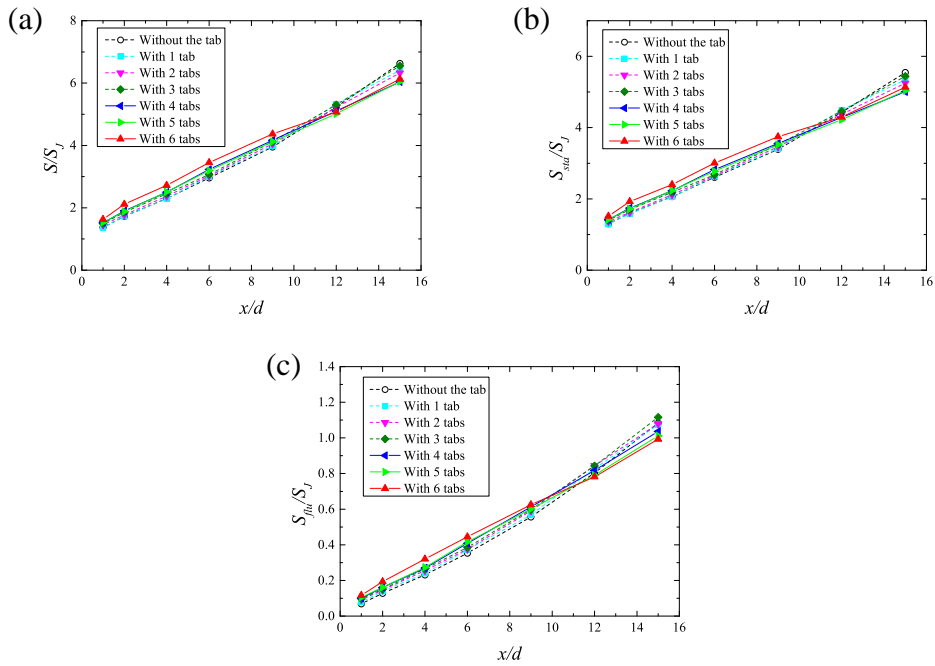 (a)
8
6
4
2
0
S/S_J
Without the tab
With 1 tab
With 2 tabs
With 3 tabs
With 4 tabs
With 5 tabs
With 6 tabs
0 2 4 6 8 10 12 14 16
x/d
(b)
6
4
2
0
S_sta/S_J
Without the tab
With 1 tab
With 2 tabs
With 3 tabs
With 4 tabs
With 5 tabs
With 6 tabs
0 2 4 6 8 10 12 14 16
x/d
(c)
1.4
1.2
1.0
0.8
0.6
0.4
0.2
0.0
S_flu/S_J
Without the tab
With 1 tab
With 2 tabs
With 3 tabs
With 4 tabs
With 5 tabs
With 6 tabs
0 2 4 6 8 10 12 14 16
x/d